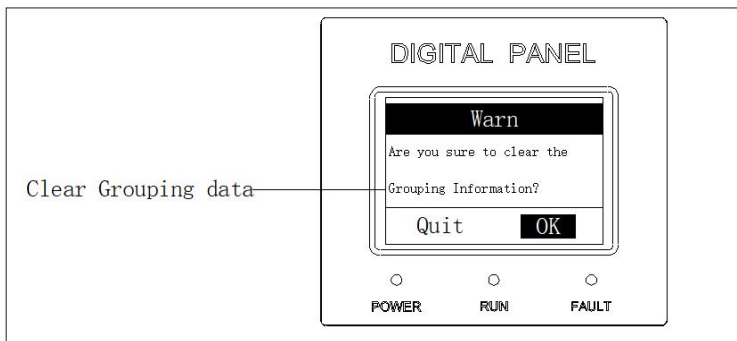 DIGITAL PANEL
Warn
Are you sure to clear the
Clear Grouping data
Grouping Information?
Quit OK
POWER RUN FAULT